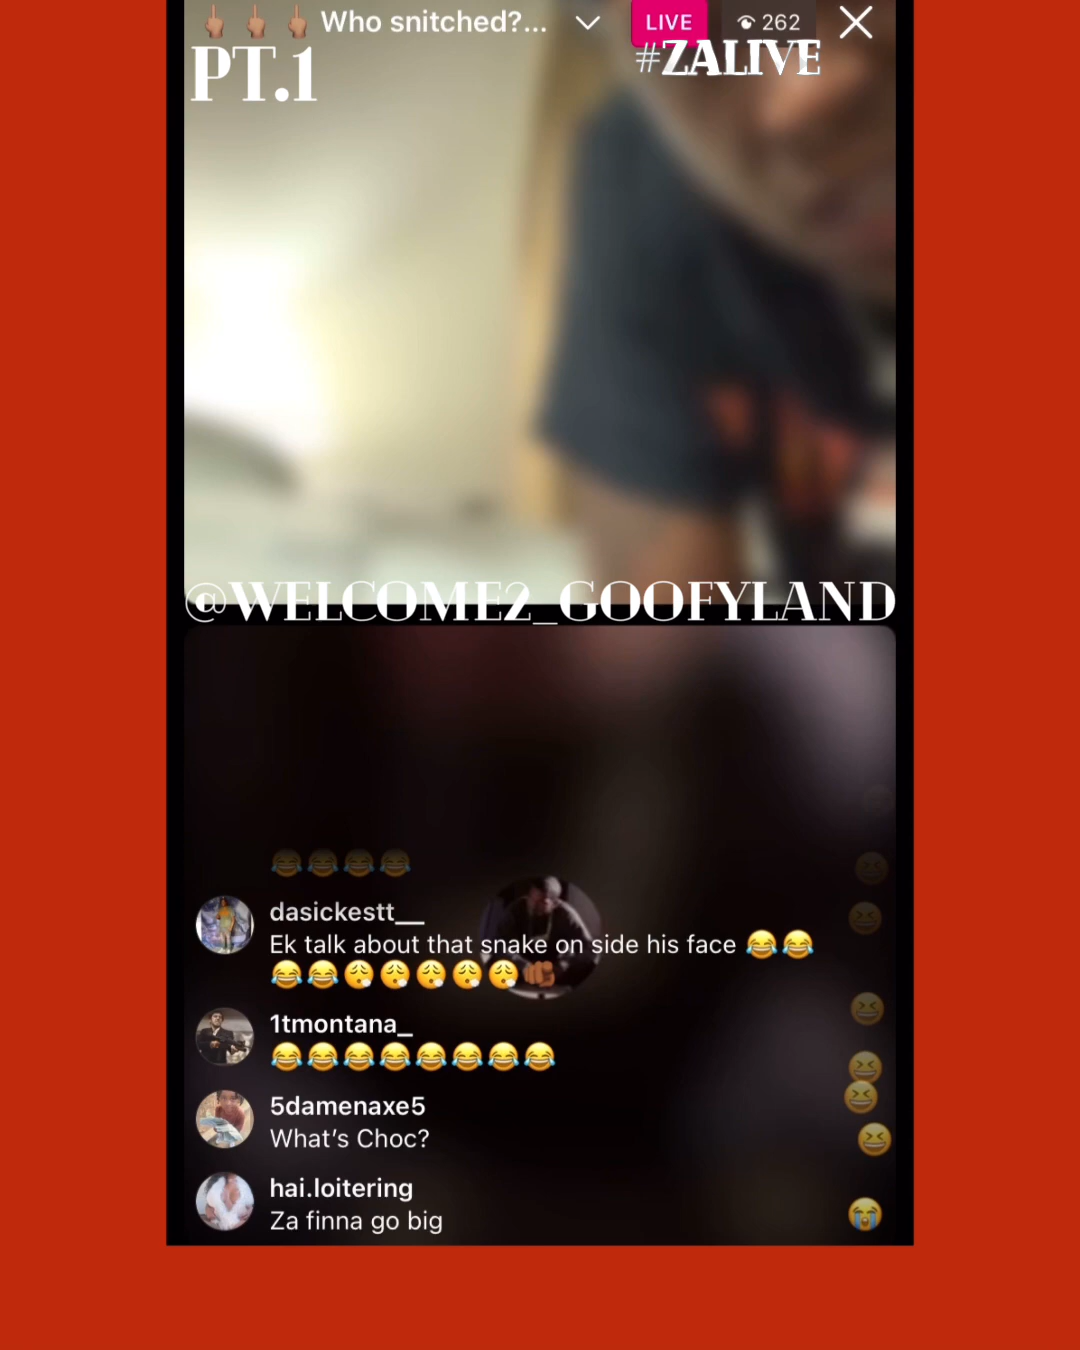 🖕🏽🖕🏽🖕🏽 Who snitched?...
LIVE
262
PT.1
#ZALIVE
@WELCOME2_GOOFYLAND
😂😂😂😂
dasickestt__
Ek talk about that snake on side his face 😂😂
😂😂😮‍💨😮‍💨😮‍💨😮‍💨😮‍💨🫵🏾
1tmontana_
😂😂😂😂😂😂😂😂
5damenaxe5
What's Choc?
hai.loitering
Za finna go big